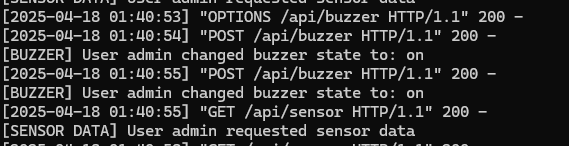 [SENSOR DATA] User admin requested sensor data
[2025-04-18 01:40:53] "OPTIONS /api/buzzer HTTP/1.1" 200 -
[2025-04-18 01:40:54] "POST /api/buzzer HTTP/1.1" 200 -
[BUZZER] User admin changed buzzer state to: on
[2025-04-18 01:40:55] "POST /api/buzzer HTTP/1.1" 200 -
[BUZZER] User admin changed buzzer state to: on
[2025-04-18 01:40:55] "GET /api/sensor HTTP/1.1" 200 -
[SENSOR DATA] User admin requested sensor data